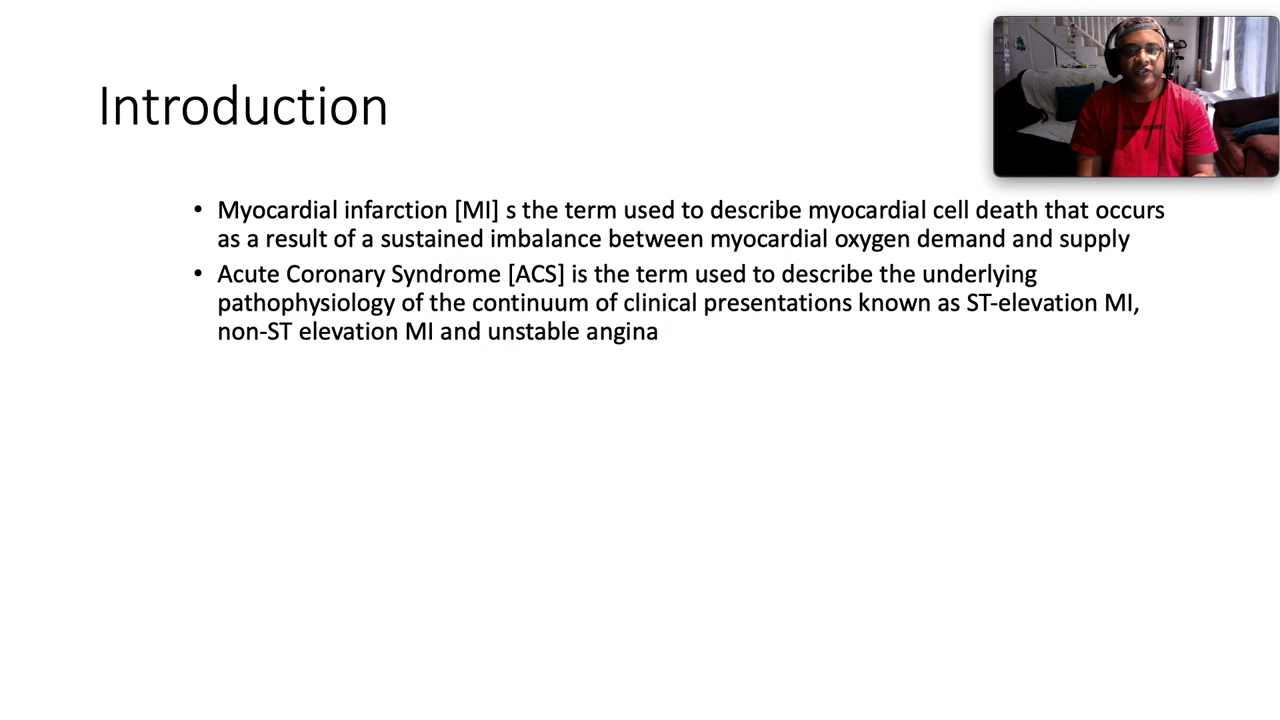 Introduction
• Myocardial infarction [MI] s the term used to describe myocardial cell death that occurs
as a result of a sustained imbalance between myocardial oxygen demand and supply
• Acute Coronary Syndrome [ACS] is the term used to describe the underlying
pathophysiology of the continuum of clinical presentations known as ST-elevation MI,
non-ST elevation MI and unstable angina